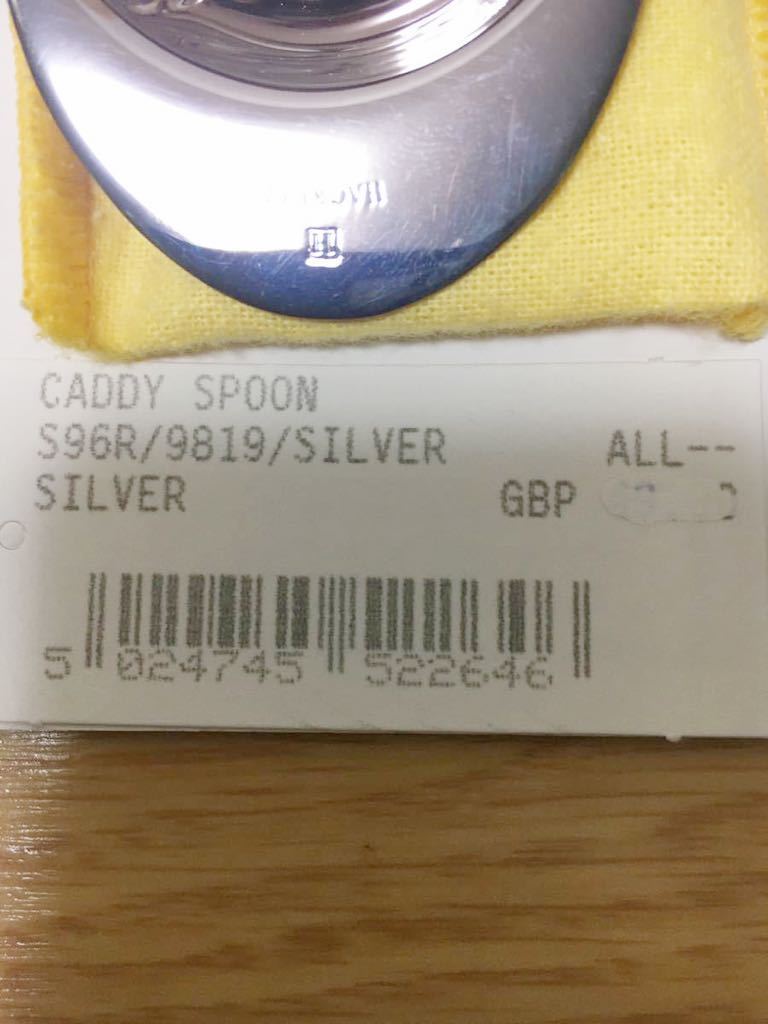 CADDY SPOON
S96R/9819/SILVER ALL--
SILVER GBP
5 024745 522646